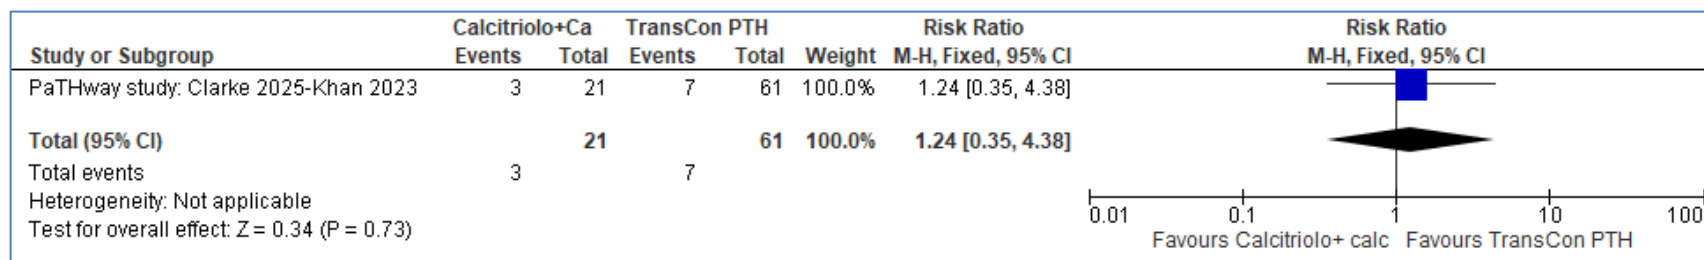 Calcitriolo+Ca TransCon PTH Risk Ratio Risk Ratio
Study or Subgroup Events Total Events Total Weight M-H, Fixed, 95% CI M-H, Fixed, 95% CI
PaTHway study: Clarke 2025-Khan 2023 3 21 7 61 100.0% 1.24 [0.35, 4.38]
Total (95% CI) 21 61 100.0% 1.24 [0.35, 4.38]
Total events 3 7
Heterogeneity: Not applicable
Test for overall effect: Z = 0.34 (P = 0.73)
0.01 0.1 1 10 100
Favours Calcitriolo+ calc Favours TransCon PTH